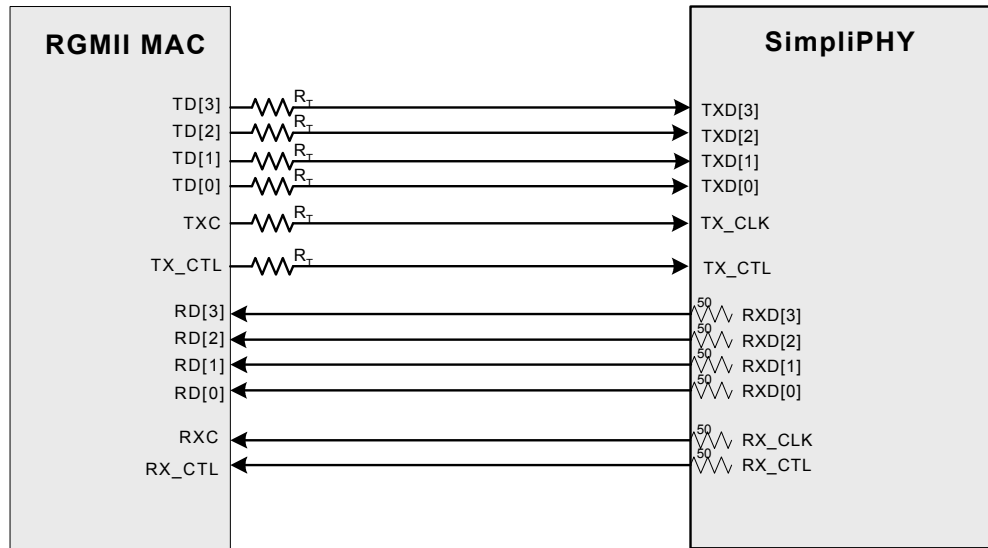 RGMII MAC
SimpliPHY
TD[3] R_T TXD[3]
TD[2] R_T TXD[2]
TD[1] R_T TXD[1]
TD[0] R_T TXD[0]
TXC R_T TX_CLK
TX_CTL R_T TX_CTL
RD[3] 50 RXD[3]
RD[2] 50 RXD[2]
RD[1] 50 RXD[1]
RD[0] 50 RXD[0]
RXC 50 RX_CLK
RX_CTL 50 RX_CTL